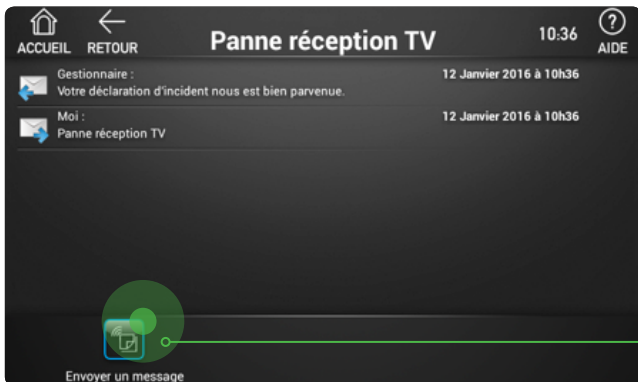 ACCUEIL
RETOUR
Panne réception TV
10:36
?
AIDE
Gestionnaire :
12 Janvier 2016 à 10h36
Votre déclaration d'incident nous est bien parvenue.
Moi :
12 Janvier 2016 à 10h36
Panne réception TV
Envoyer un message